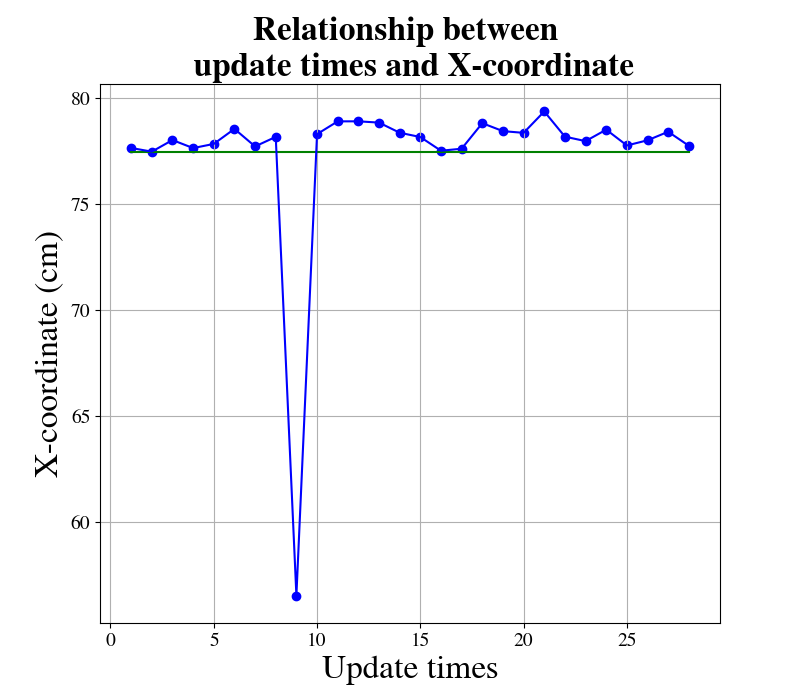 Relationship between
update times and X-coordinate
80
75
70
65
60
X-coordinate (cm)
0 5 10 15 20 25
Update times